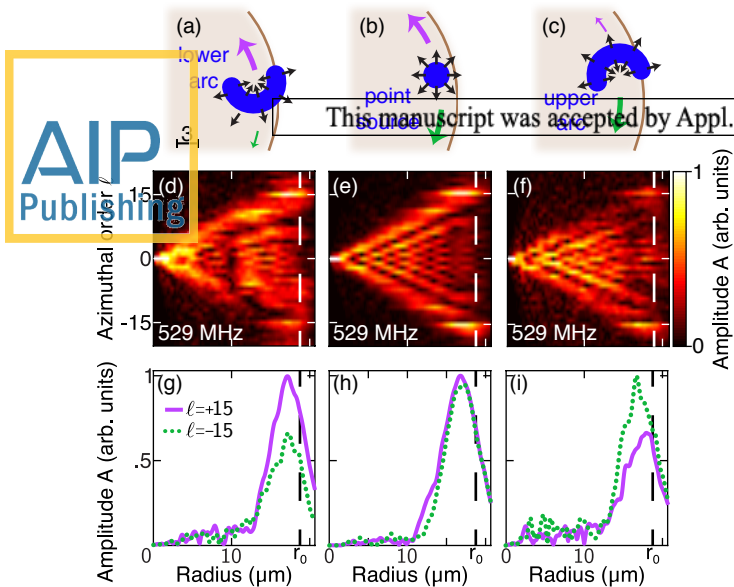 (a) (b) (c)
lower
arc
point
source
upper
arc
3
This manuscript was accepted by Appl.
AIP
Publishing
(d) (e) (f)
Azimuthal order ℓ
15
0
-15
529 MHz 529 MHz 529 MHz
1
0
Amplitude A (arb. units)
(g) (h) (i)
ℓ=+15
ℓ=−15
Amplitude A (arb. units)
1
.5
0 10 r₀ 0 10 r₀ 0 10 r₀
Radius (μm) Radius (μm) Radius (μm)